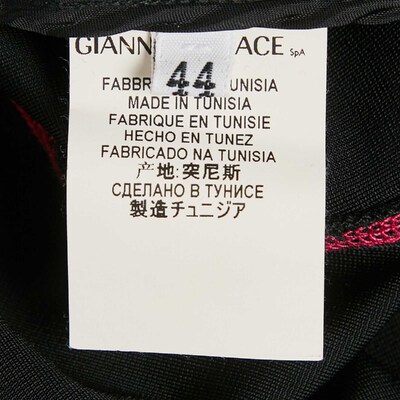 GIANN ACE SpA
44
FABBR TUNISIA
MADE IN TUNISIA
FABRIQUE EN TUNISIE
HECHO EN TUNEZ
FABRICADO NA TUNISIA
产地:突尼斯
СДЕЛАНО В ТУНИСЕ
製造チュニジア